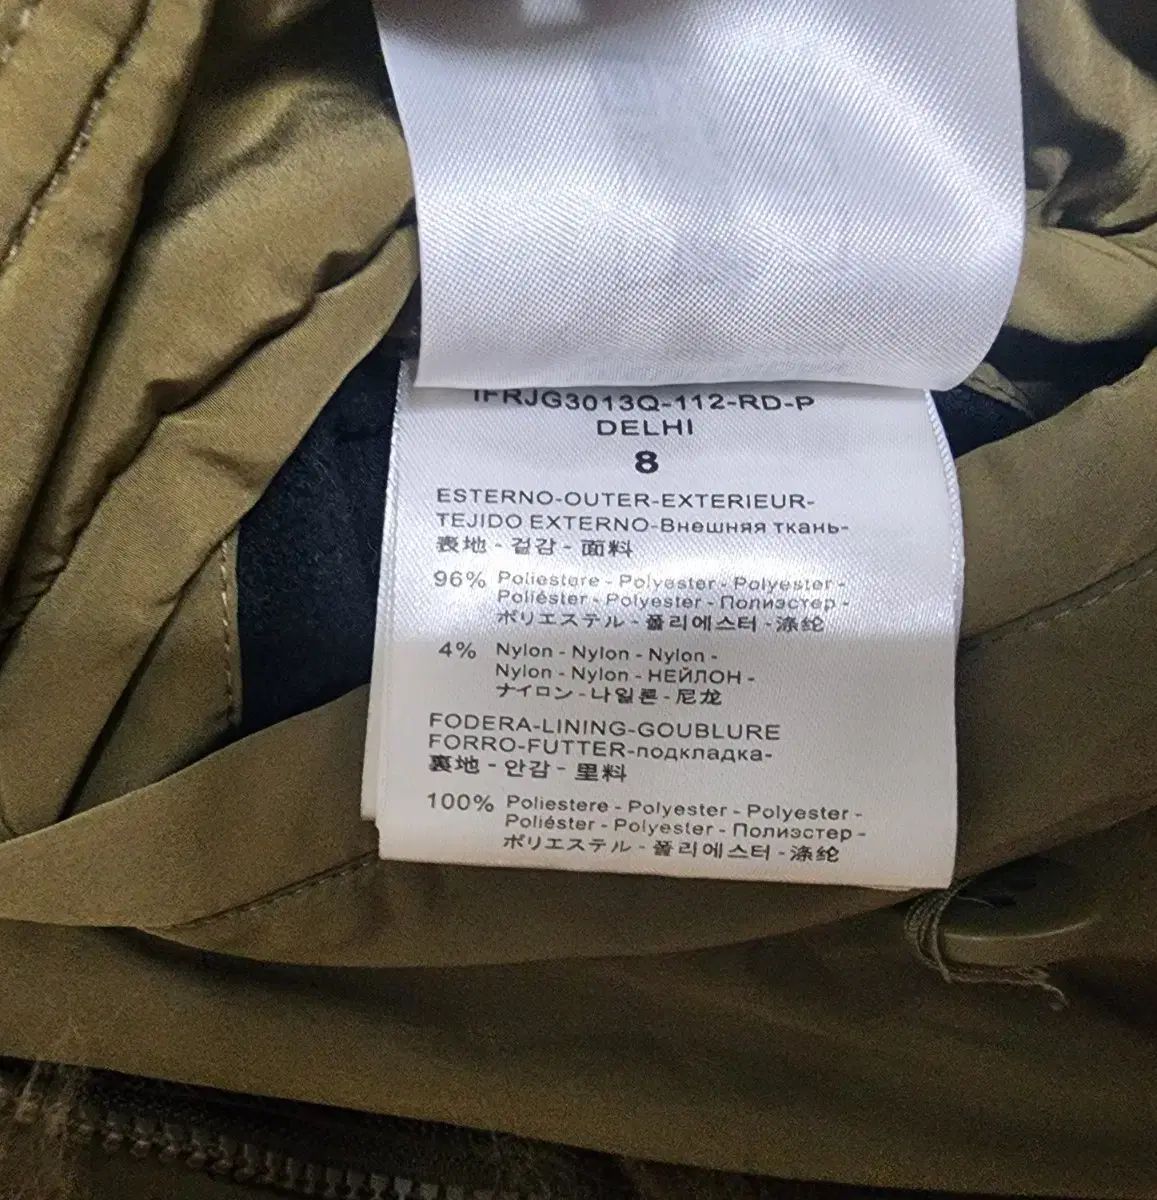 IFRJG3013Q-112-RD-P
DELHI
8
ESTERNO-OUTER-EXTERIEUR-
TEJIDO EXTERNO-Внешняя ткань-
表地 - 겉감 - 面料
96% Poliestere - Polyester - Polyester -
Poliéster - Polyester - Полиэстер -
ポリエステル - 폴리에스터 - 涤纶
4% Nylon - Nylon - Nylon -
Nylon - Nylon - НЕЙЛОН -
ナイロン - 나일론 - 尼龙
FODERA-LINING-GOUBLURE
FORRO-FUTTER-подкладка-
裏地 - 안감 - 里料
100% Poliestere - Polyester - Polyester -
Poliéster - Polyester - Полиэстер -
ポリエステル - 폴리에스터 - 涤纶